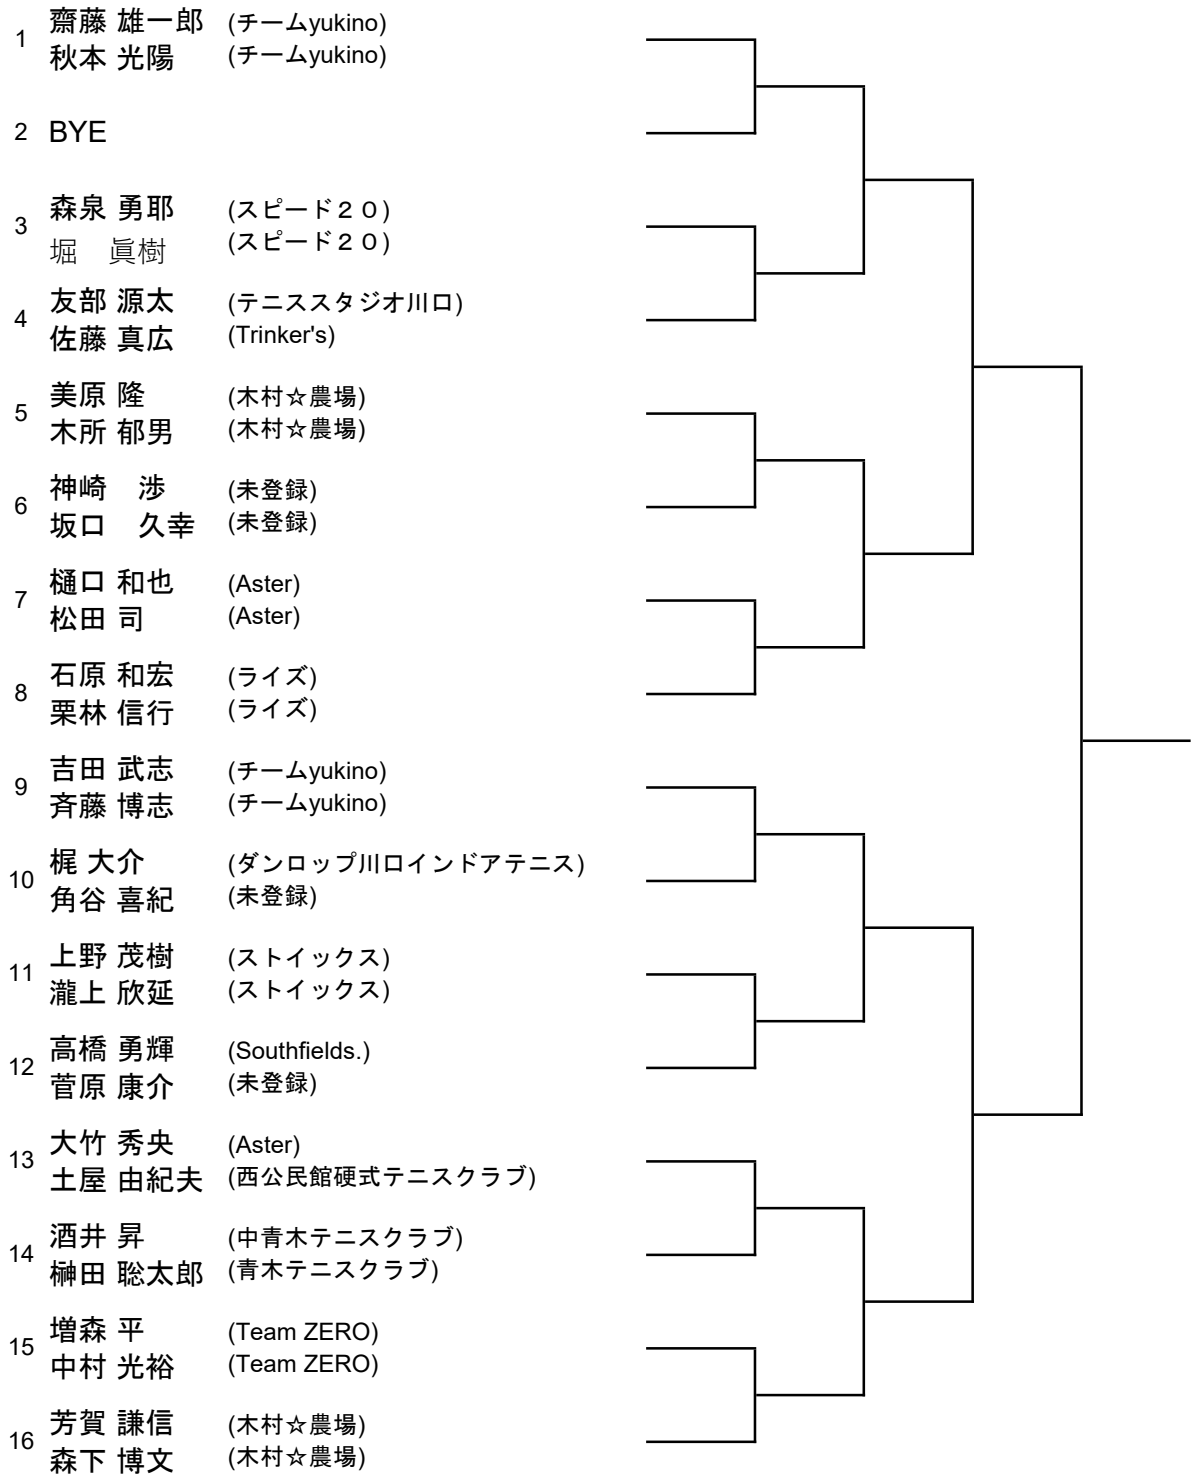 1 齋藤 雄一郎 (チームyukino)
秋本 光陽 (チームyukino)
2 BYE
3 森泉 勇耶 (スピード２０)
堀　眞樹 (スピード２０)
4 友部 源太 (テニススタジオ川口)
佐藤 真広 (Trinker's)
5 美原 隆 (木村☆農場)
木所 郁男 (木村☆農場)
6 神崎　渉 (未登録)
坂口　久幸 (未登録)
7 樋口 和也 (Aster)
松田 司 (Aster)
8 石原 和宏 (ライズ)
栗林 信行 (ライズ)
9 吉田 武志 (チームyukino)
斉藤 博志 (チームyukino)
10 梶 大介 (ダンロップ川口インドアテニス)
角谷 喜紀 (未登録)
11 上野 茂樹 (ストイックス)
瀧上 欣延 (ストイックス)
12 高橋 勇輝 (Southfields.)
菅原 康介 (未登録)
13 大竹 秀央 (Aster)
土屋 由紀夫 (西公民館硬式テニスクラブ)
14 酒井 昇 (中青木テニスクラブ)
榊田 聡太郎 (青木テニスクラブ)
15 増森 平 (Team ZERO)
中村 光裕 (Team ZERO)
16 芳賀 謙信 (木村☆農場)
森下 博文 (木村☆農場)